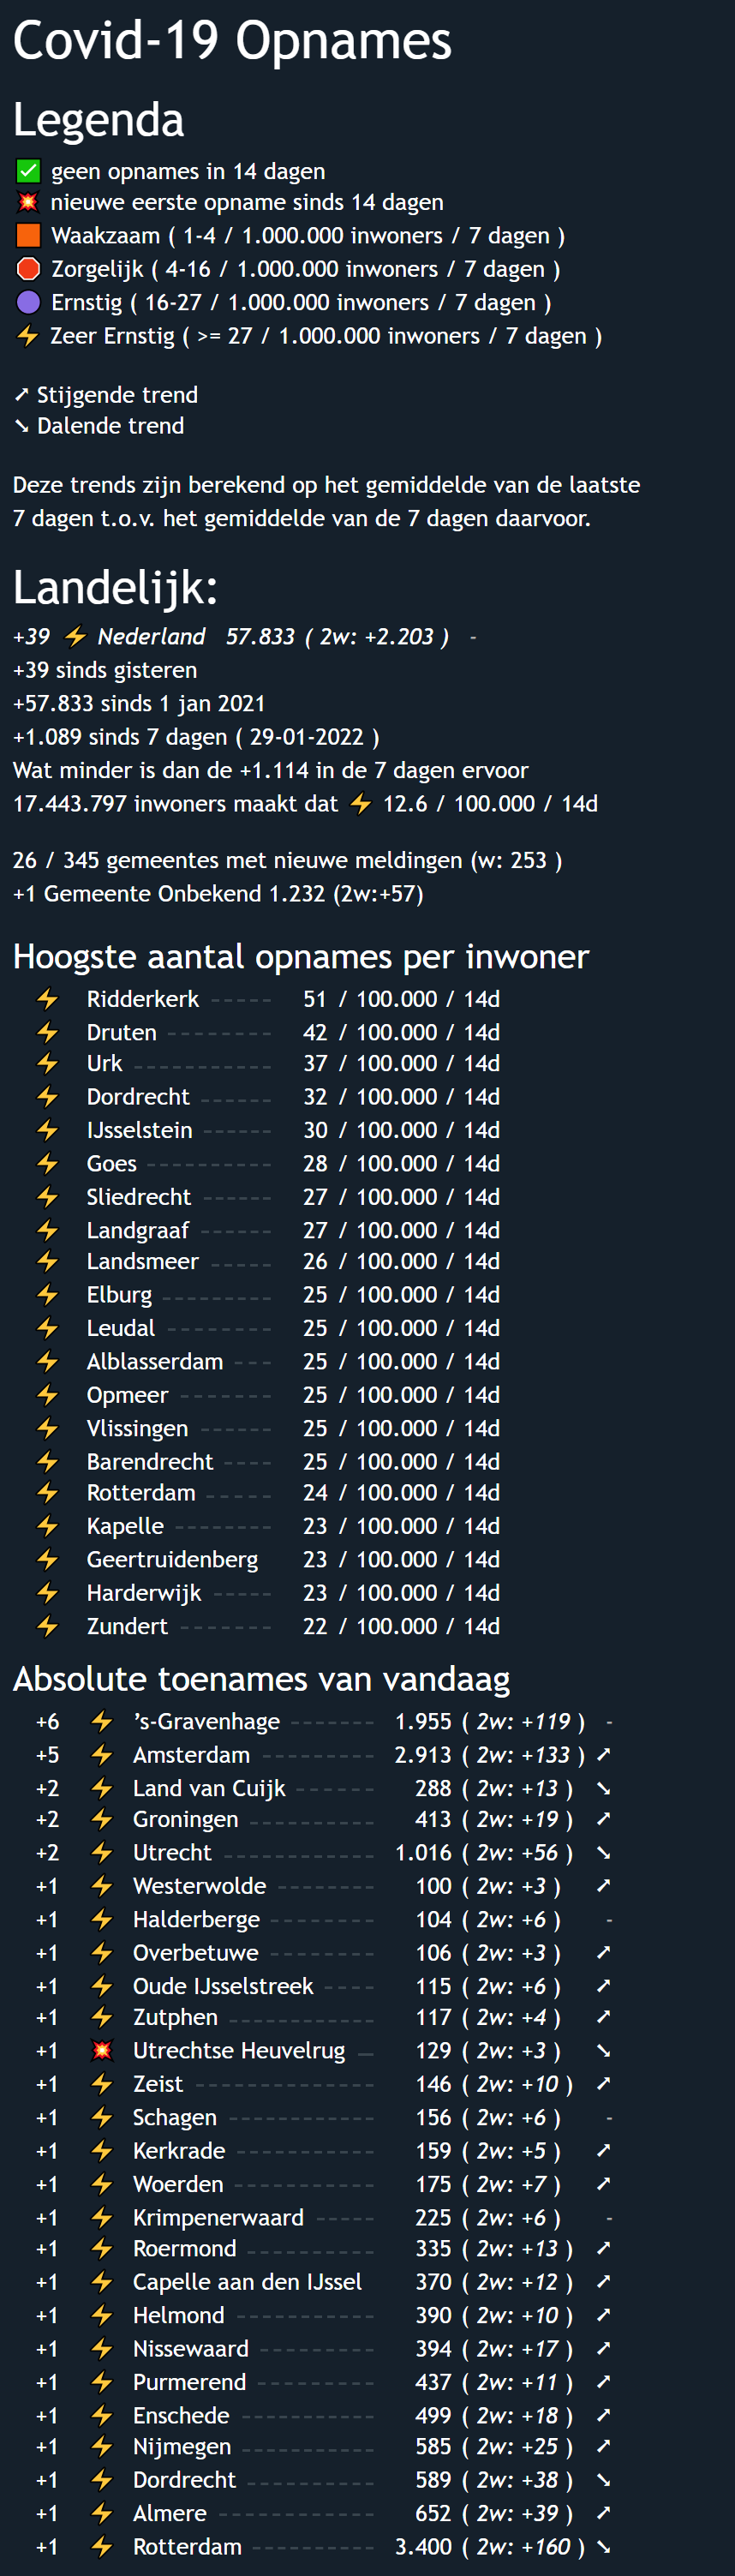 Covid-19 Opnames
Legenda
✅ geen opnames in 14 dagen
💥 nieuwe eerste opname sinds 14 dagen
🟧 Waakzaam ( 1-4 / 1.000.000 inwoners / 7 dagen )
🛑 Zorgelijk ( 4-16 / 1.000.000 inwoners / 7 dagen )
🟣 Ernstig ( 16-27 / 1.000.000 inwoners / 7 dagen )
⚡ Zeer Ernstig ( >= 27 / 1.000.000 inwoners / 7 dagen )
➚ Stijgende trend
➘ Dalende trend
Deze trends zijn berekend op het gemiddelde van de laatste
7 dagen t.o.v. het gemiddelde van de 7 dagen daarvoor.
Landelijk:
+39 ⚡ Nederland 57.833 ( 2w: +2.203 ) -
+39 sinds gisteren
+57.833 sinds 1 jan 2021
+1.089 sinds 7 dagen ( 29-01-2022 )
Wat minder is dan de +1.114 in de 7 dagen ervoor
17.443.797 inwoners maakt dat ⚡ 12.6 / 100.000 / 14d
26 / 345 gemeentes met nieuwe meldingen (w: 253 )
+1 Gemeente Onbekend 1.232 (2w:+57)
Hoogste aantal opnames per inwoner
⚡ Ridderkerk ----- 51 / 100.000 / 14d
⚡ Druten -------- 42 / 100.000 / 14d
⚡ Urk ----------- 37 / 100.000 / 14d
⚡ Dordrecht ------ 32 / 100.000 / 14d
⚡ IJsselstein ------ 30 / 100.000 / 14d
⚡ Goes ---------- 28 / 100.000 / 14d
⚡ Sliedrecht ------ 27 / 100.000 / 14d
⚡ Landgraaf ------ 27 / 100.000 / 14d
⚡ Landsmeer ----- 26 / 100.000 / 14d
⚡ Elburg --------- 25 / 100.000 / 14d
⚡ Leudal -------- 25 / 100.000 / 14d
⚡ Alblasserdam --- 25 / 100.000 / 14d
⚡ Opmeer ------- 25 / 100.000 / 14d
⚡ Vlissingen ------ 25 / 100.000 / 14d
⚡ Barendrecht ---- 25 / 100.000 / 14d
⚡ Rotterdam ----- 24 / 100.000 / 14d
⚡ Kapelle -------- 23 / 100.000 / 14d
⚡ Geertruidenberg 23 / 100.000 / 14d
⚡ Harderwijk ----- 23 / 100.000 / 14d
⚡ Zundert ------- 22 / 100.000 / 14d
Absolute toenames van vandaag
+6 ⚡ ’s-Gravenhage ------- 1.955 ( 2w: +119 ) -
+5 ⚡ Amsterdam --------- 2.913 ( 2w: +133 ) ➚
+2 ⚡ Land van Cuijk ------ 288 ( 2w: +13 ) ➘
+2 ⚡ Groningen ---------- 413 ( 2w: +19 ) ➚
+2 ⚡ Utrecht ------------ 1.016 ( 2w: +56 ) ➘
+1 ⚡ Westerwolde -------- 100 ( 2w: +3 ) ➚
+1 ⚡ Halderberge --------- 104 ( 2w: +6 ) -
+1 ⚡ Overbetuwe --------- 106 ( 2w: +3 ) ➚
+1 ⚡ Oude IJsselstreek ---- 115 ( 2w: +6 ) ➚
+1 ⚡ Zutphen ------------ 117 ( 2w: +4 ) ➚
+1 💥 Utrechtse Heuvelrug - 129 ( 2w: +3 ) ➘
+1 ⚡ Zeist --------------- 146 ( 2w: +10 ) ➚
+1 ⚡ Schagen ------------ 156 ( 2w: +6 ) -
+1 ⚡ Kerkrade ----------- 159 ( 2w: +5 ) ➚
+1 ⚡ Woerden ----------- 175 ( 2w: +7 ) ➚
+1 ⚡ Krimpenerwaard ----- 225 ( 2w: +6 ) -
+1 ⚡ Roermond ---------- 335 ( 2w: +13 ) ➚
+1 ⚡ Capelle aan den IJssel 370 ( 2w: +12 ) ➚
+1 ⚡ Helmond ----------- 390 ( 2w: +10 ) ➚
+1 ⚡ Nissewaard --------- 394 ( 2w: +17 ) ➚
+1 ⚡ Purmerend --------- 437 ( 2w: +11 ) ➚
+1 ⚡ Enschede ----------- 499 ( 2w: +18 ) ➚
+1 ⚡ Nijmegen ----------- 585 ( 2w: +25 ) ➚
+1 ⚡ Dordrecht ---------- 589 ( 2w: +38 ) ➘
+1 ⚡ Almere ------------- 652 ( 2w: +39 ) ➚
+1 ⚡ Rotterdam ---------- 3.400 ( 2w: +160 ) ➘